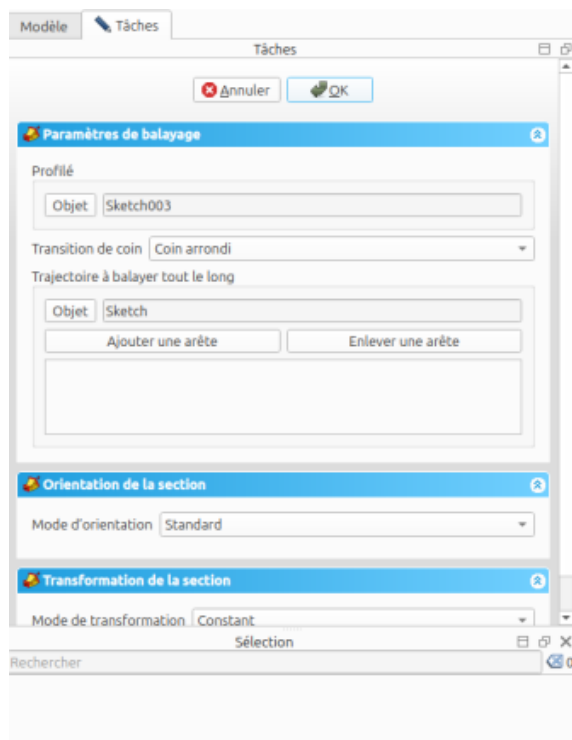 Modèle Tâches
Tâches
Annuler OK
Paramètres de balayage
Profilé
Objet Sketch003
Transition de coin Coin arrondi
Trajectoire à balayer tout le long
Objet Sketch
Ajouter une arête Enlever une arête
Orientation de la section
Mode d'orientation Standard
Transformation de la section
Mode de transformation Constant
Sélection
Rechercher 0